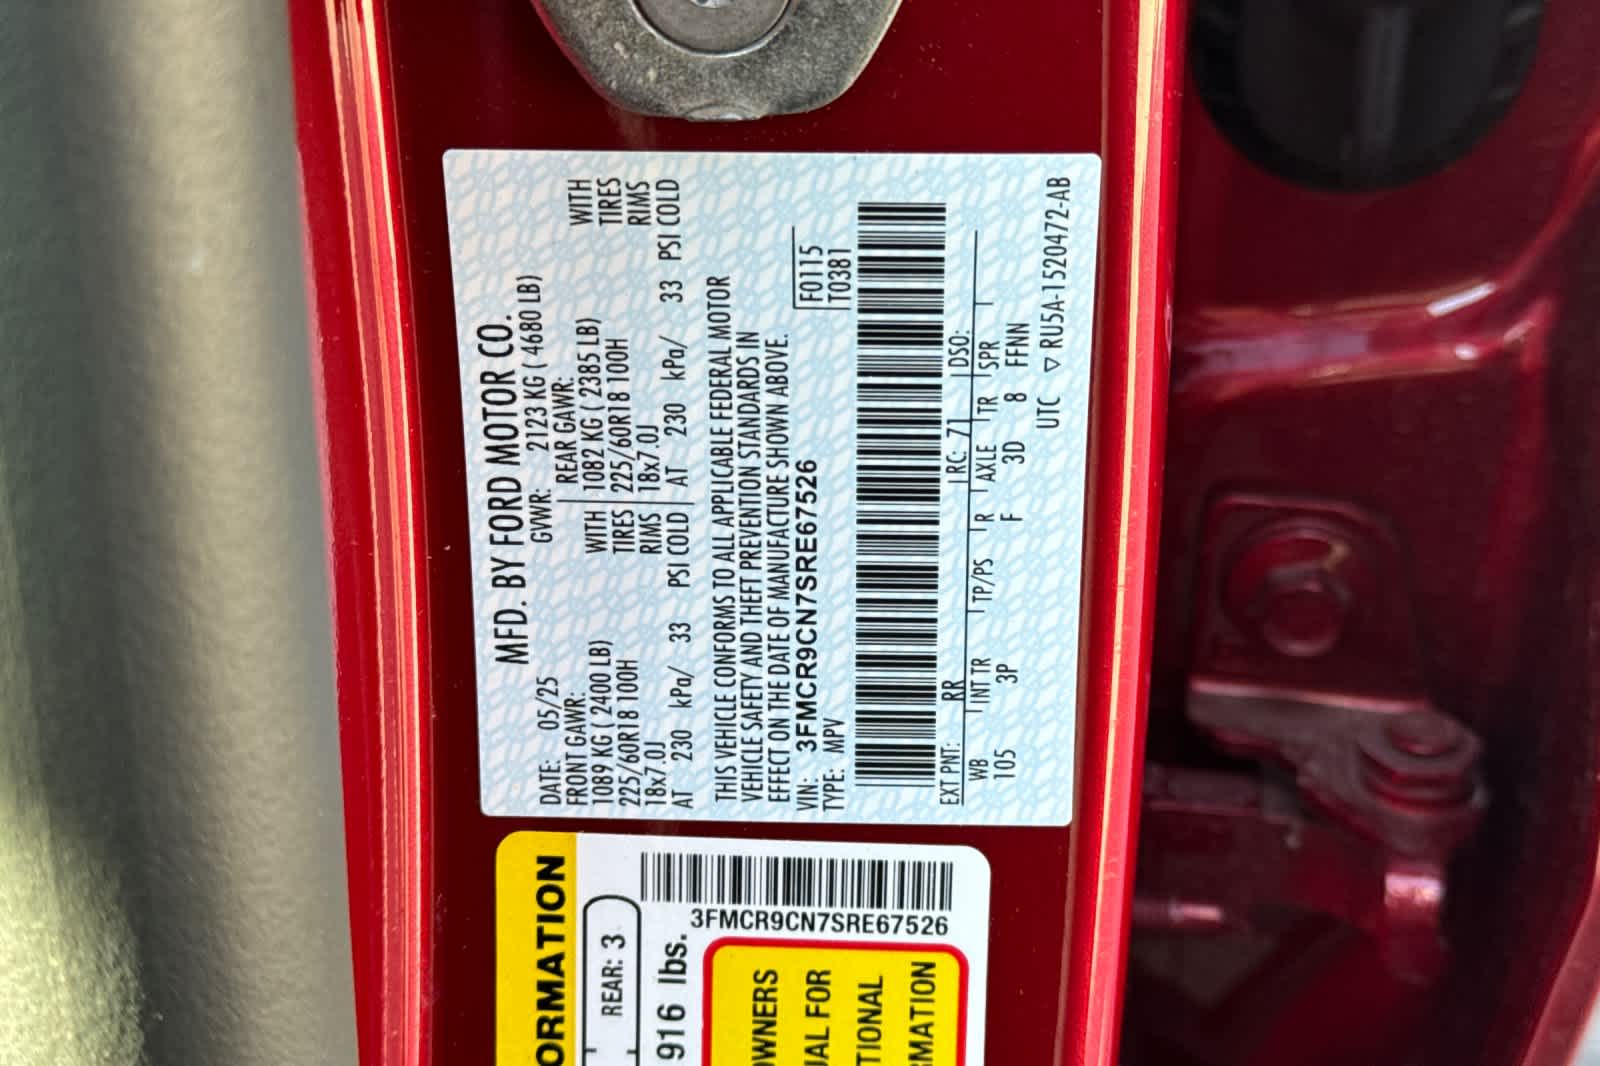 MFD. BY FORD MOTOR CO.
DATE: 05/25 GVWR: 2123 KG ( 4680 LB)
FRONT GAWR: REAR GAWR:
1089 KG ( 2400 LB) WITH 1082 KG ( 2385 LB) WITH
225/60R18 100H TIRES 225/60R18 100H TIRES
18x7.0J RIMS 18x7.0J RIMS
AT 230 kPa/ 33 PSI COLD AT 230 kPa/ 33 PSI COLD
THIS VEHICLE CONFORMS TO ALL APPLICABLE FEDERAL MOTOR
VEHICLE SAFETY AND THEFT PREVENTION STANDARDS IN
EFFECT ON THE DATE OF MANUFACTURE SHOWN ABOVE.
VIN: 3FMCR9CN7SRE67526 F0115
TYPE: MPV T0381
EXT PNT: RR RC: 71 DSO:
WB INT TR TP/PS R AXLE TR SPR
105 3P F 3D 8 FFNN
UTC ▽ RU5A-1520472-AB
ORMATION
REAR: 3
916 lbs.
3FMCR9CN7SRE67526
OWNERS
UAL FOR
TIONAL
RMATION